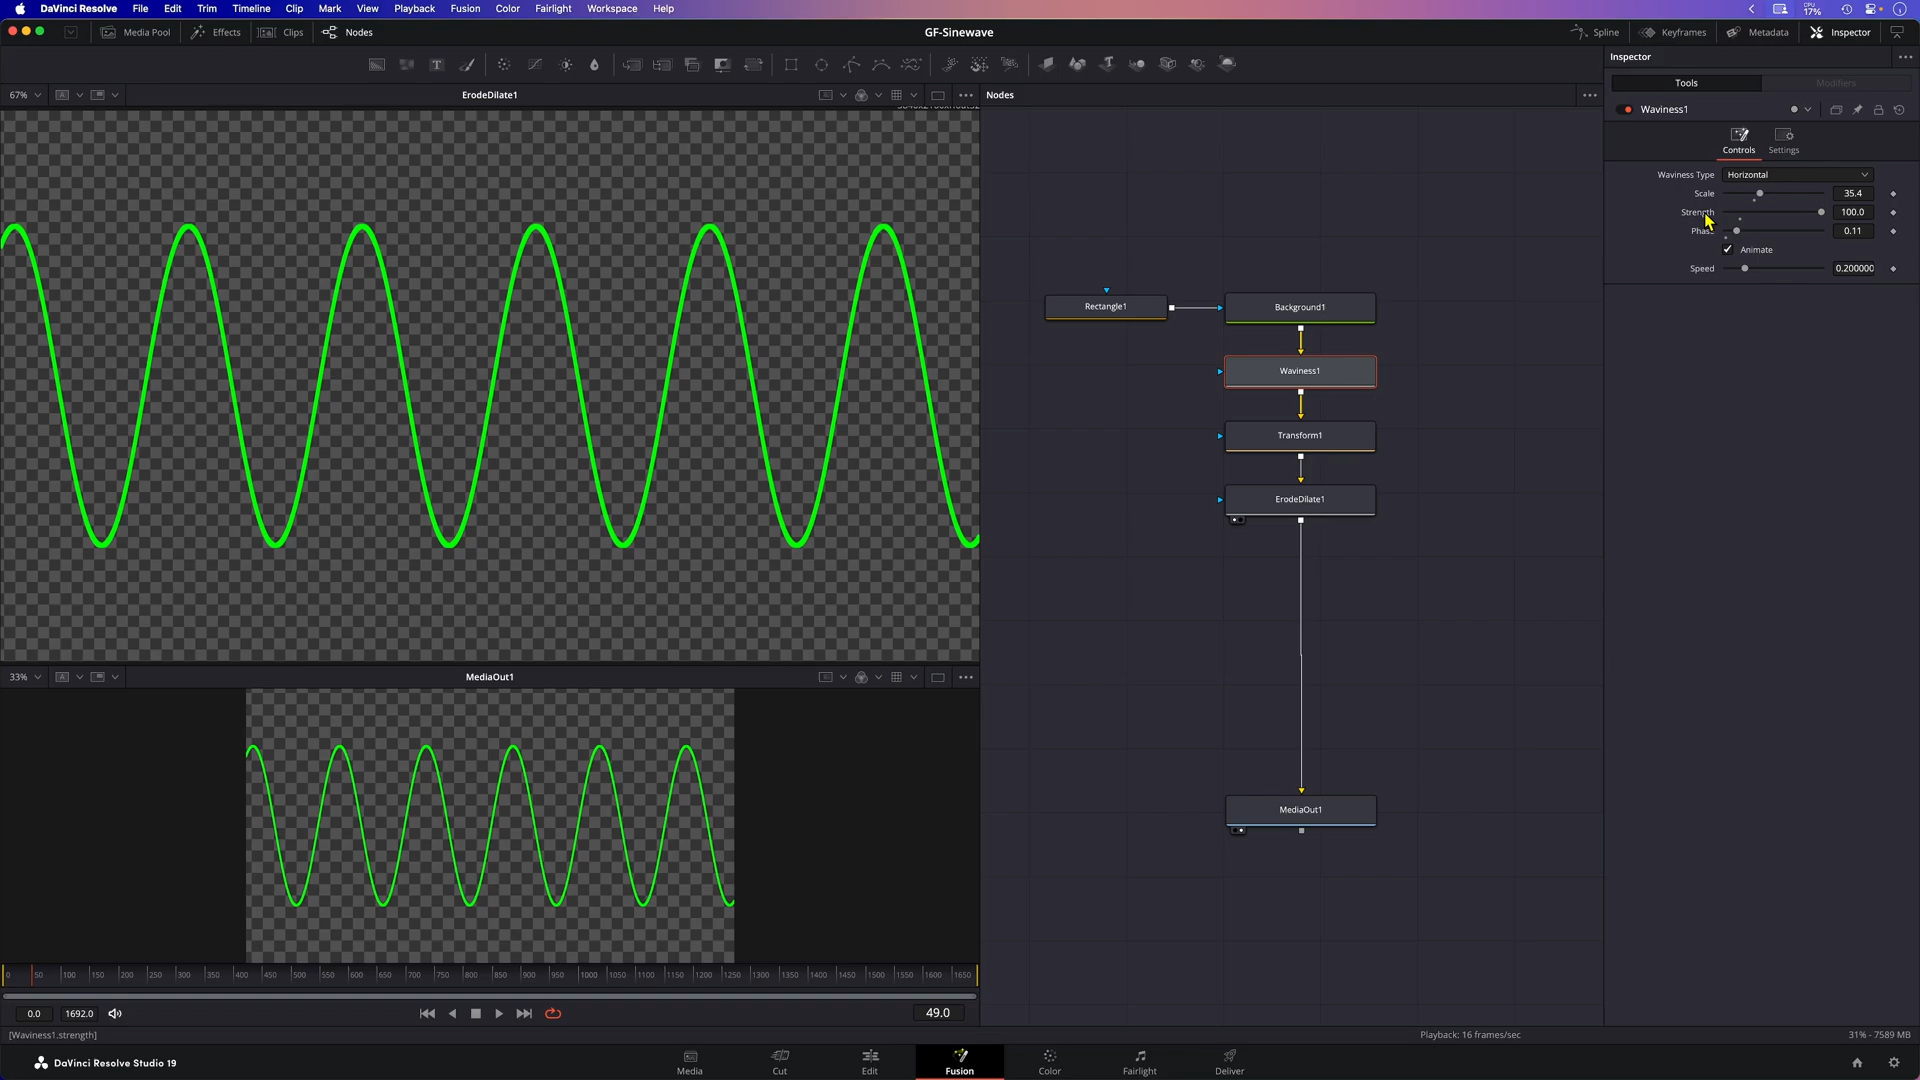 DaVinci Resolve File Edit Trim Timeline Clip Mark View Playback Fusion Color Fairlight Workspace Help
CPU
17%
Media Pool Effects Clips Nodes GF-Sinewave Spline Keyframes Metadata Inspector
Inspector
Tools Modifiers
Waviness1
Controls Settings
Waviness Type Horizontal
Scale 35.4
Strength 100.0
Phase 0.11
Animate
Speed 0.200000
67% A ErodeDilate1
Nodes
Rectangle1 Background1
Waviness1
Transform1
ErodeDilate1
MediaOut1
33% A MediaOut1
0 50 100 150 200 250 300 350 400 450 500 550 600 650 700 750 800 850 900 950 1000 1050 1100 1150 1200 1250 1300 1350 1400 1450 1500 1550 1600 1650
0.0 1692.0 49.0
[Waviness1.strength] Playback: 16 frames/sec 31% - 7589 MB
DaVinci Resolve Studio 19 Media Cut Edit Fusion Color Fairlight Deliver